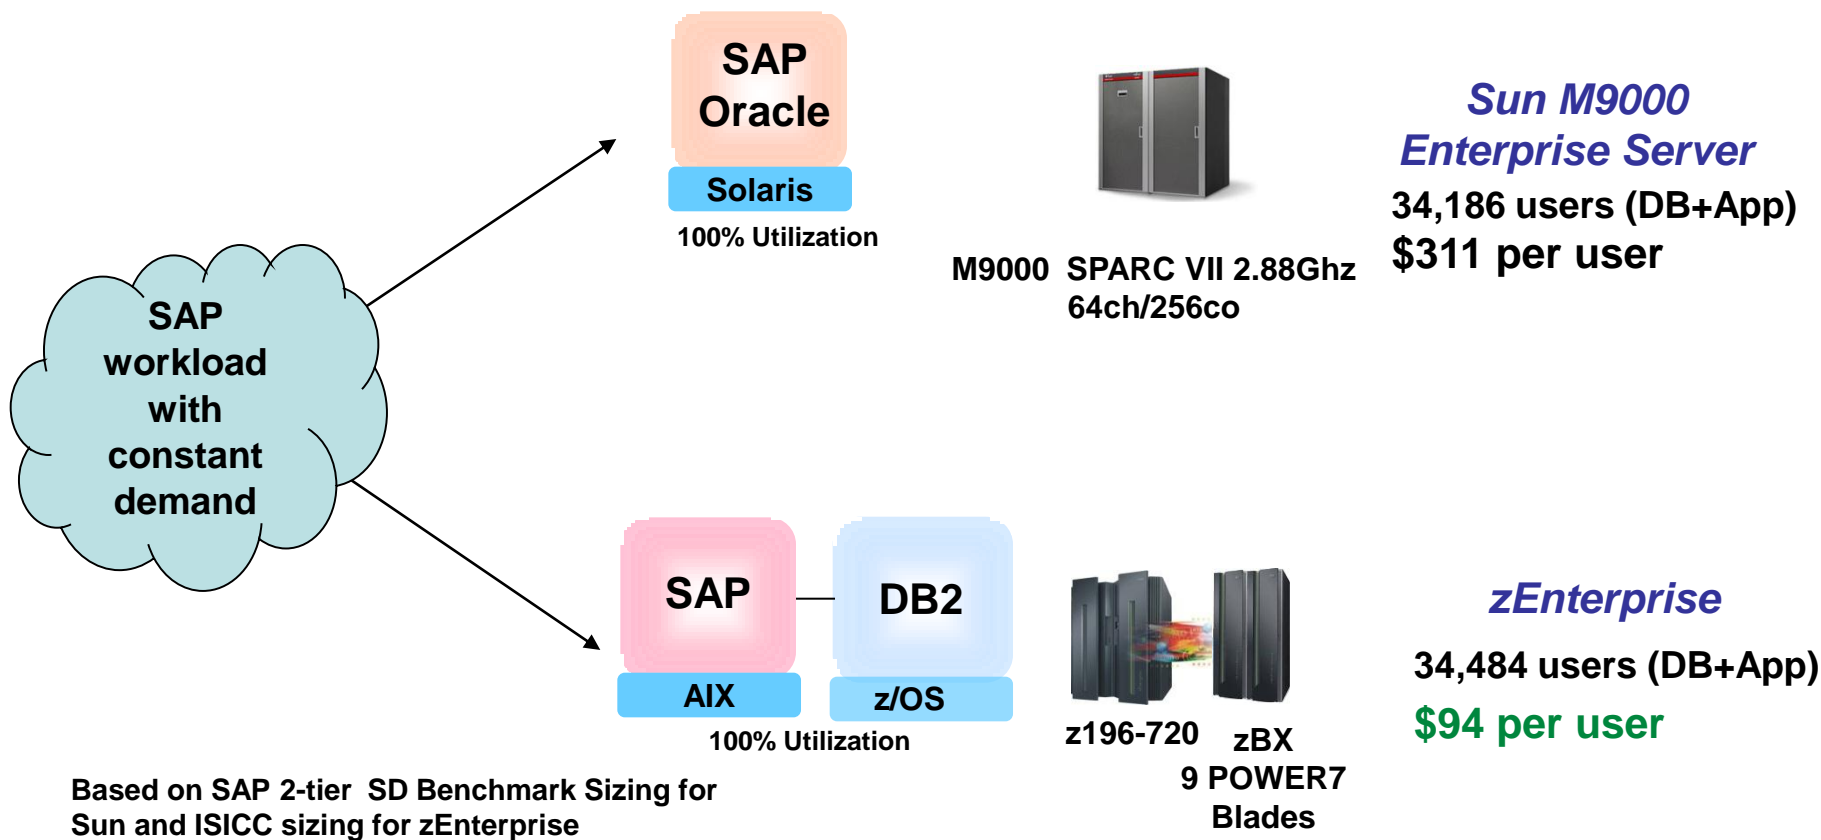 SAP
Oracle
Solaris
100% Utilization
M9000 SPARC VII 2.88Ghz
64ch/256co
Sun M9000
Enterprise Server
34,186 users (DB+App)
$311 per user
SAP
workload
with
constant
demand
SAP
DB2
AIX
z/OS
100% Utilization
z196-720
zBX
9 POWER7
Blades
zEnterprise
34,484 users (DB+App)
$94 per user
Based on SAP 2-tier SD Benchmark Sizing for
Sun and ISICC sizing for zEnterprise